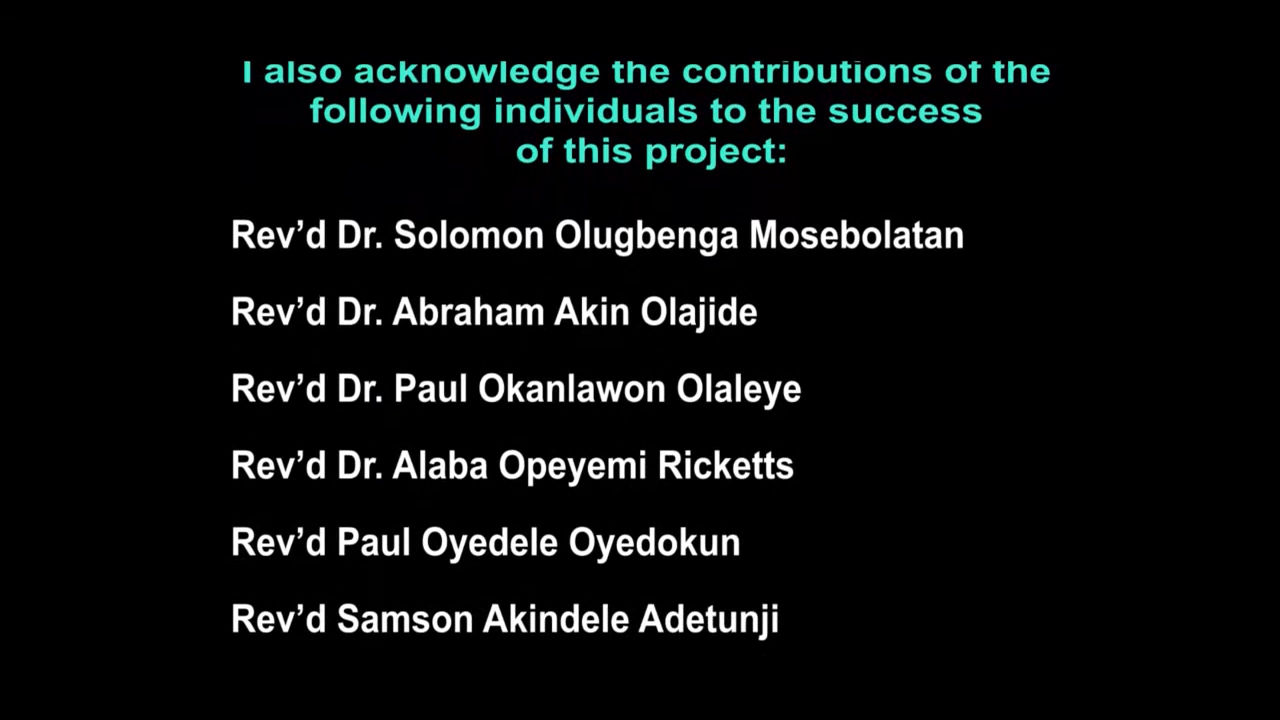 I also acknowledge the contributions of the
following individuals to the success
of this project:
Rev’d Dr. Solomon Olugbenga Mosebolatan
Rev’d Dr. Abraham Akin Olajide
Rev’d Dr. Paul Okanlawon Olaleye
Rev’d Dr. Alaba Opeyemi Ricketts
Rev’d Paul Oyedele Oyedokun
Rev’d Samson Akindele Adetunji